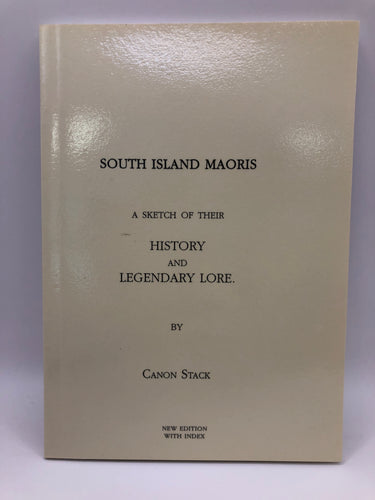 SOUTH ISLAND MAORIS
A SKETCH OF THEIR
HISTORY
AND
LEGENDARY LORE.
BY
CANON STACK
NEW EDITION
WITH INDEX